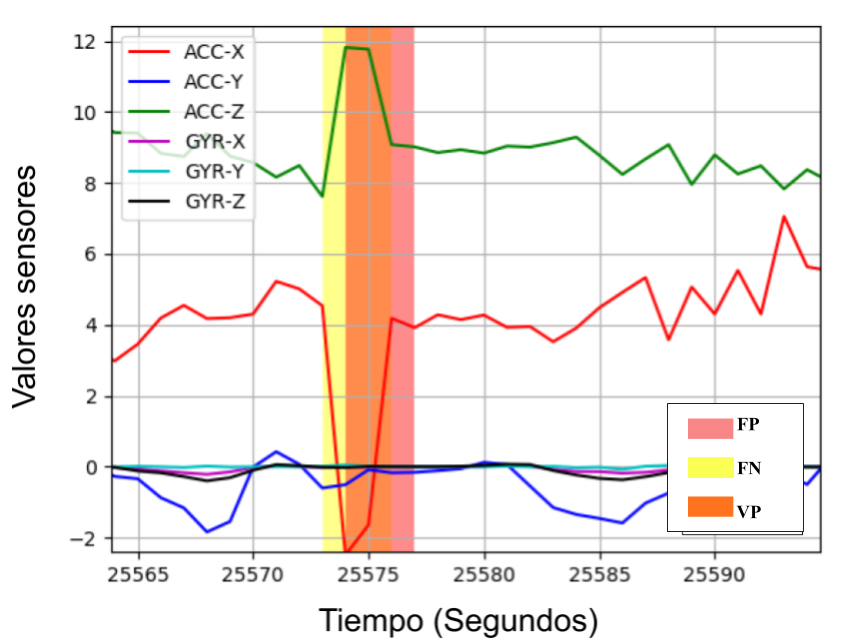 12
10
8
6
4
2
0
−2
Valores sensores
ACC-X
ACC-Y
ACC-Z
GYR-X
GYR-Y
GYR-Z
FP
FN
VP
25565 25570 25575 25580 25585 25590
Tiempo (Segundos)